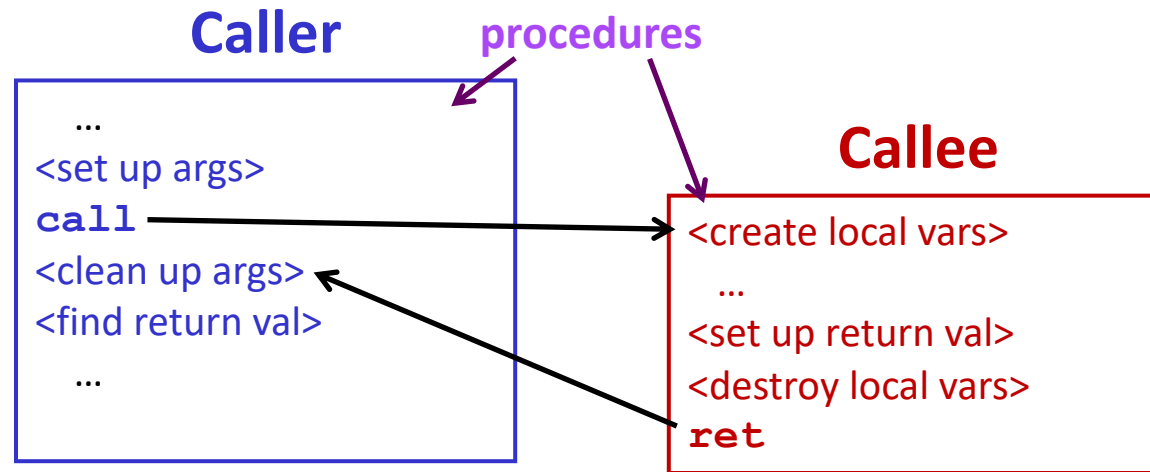 Caller
procedures
...
<set up args>
call
<clean up args>
<find return val>
...
Callee
<create local vars>
...
<set up return val>
<destroy local vars>
ret